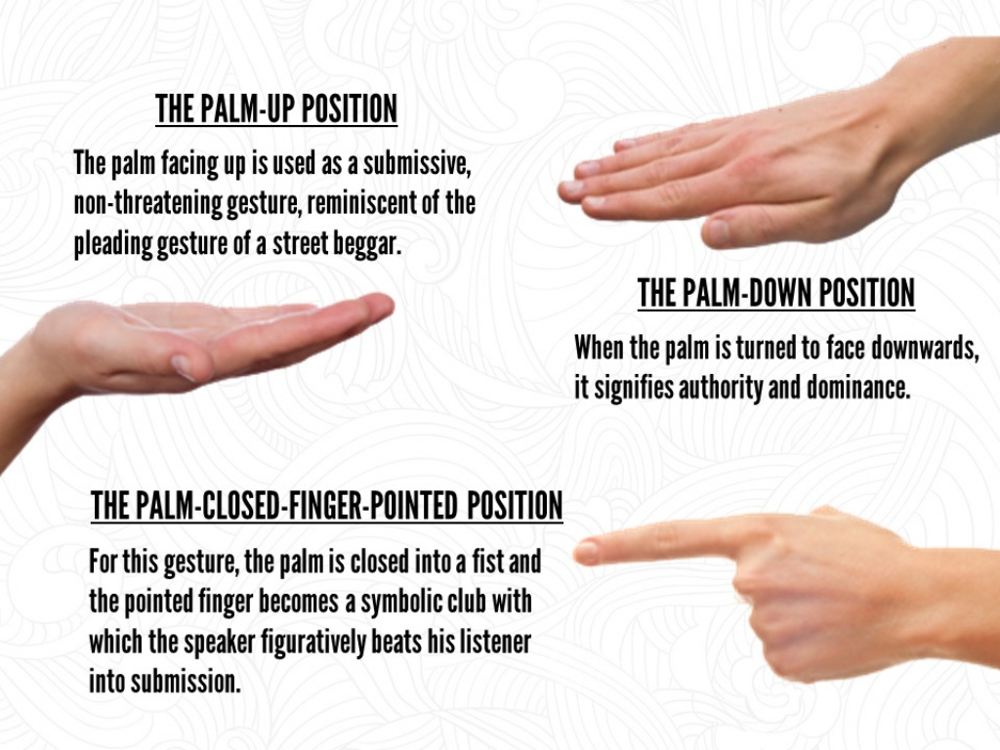 THE PALM-UP POSITION
The palm facing up is used as a submissive,
non-threatening gesture, reminiscent of the
pleading gesture of a street beggar.
THE PALM-DOWN POSITION
When the palm is turned to face downwards,
it signifies authority and dominance.
THE PALM-CLOSED-FINGER-POINTED POSITION
For this gesture, the palm is closed into a fist and
the pointed finger becomes a symbolic club with
which the speaker figuratively beats his listener
into submission.